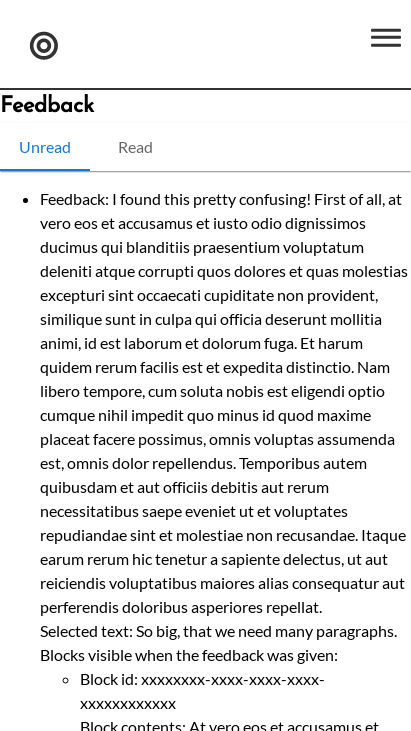 Feedback
Unread
Read
Feedback: I found this pretty confusing! First of all, at
vero eos et accusamus et iusto odio dignissimos
ducimus qui blanditiis praesentium voluptatum
deleniti atque corrupti quos dolores et quas molestias
excepturi sint occaecati cupiditate non provident,
similique sunt in culpa qui officia deserunt mollitia
animi, id est laborum et dolorum fuga. Et harum
quidem rerum facilis est et expedita distinctio. Nam
libero tempore, cum soluta nobis est eligendi optio
cumque nihil impedit quo minus id quod maxime
placeat facere possimus, omnis voluptas assumenda
est, omnis dolor repellendus. Temporibus autem
quibusdam et aut officiis debitis aut rerum
necessitatibus saepe eveniet ut et voluptates
repudiandae sint et molestiae non recusandae. Itaque
earum rerum hic tenetur a sapiente delectus, ut aut
reiciendis voluptatibus maiores alias consequatur aut
perferendis doloribus asperiores repellat.
Selected text: So big, that we need many paragraphs.
Blocks visible when the feedback was given:
Block id: xxxxxxxx-xxxx-xxxx-xxxx-
xxxxxxxxxxxx
Block contents: At vero eos et accusamus et